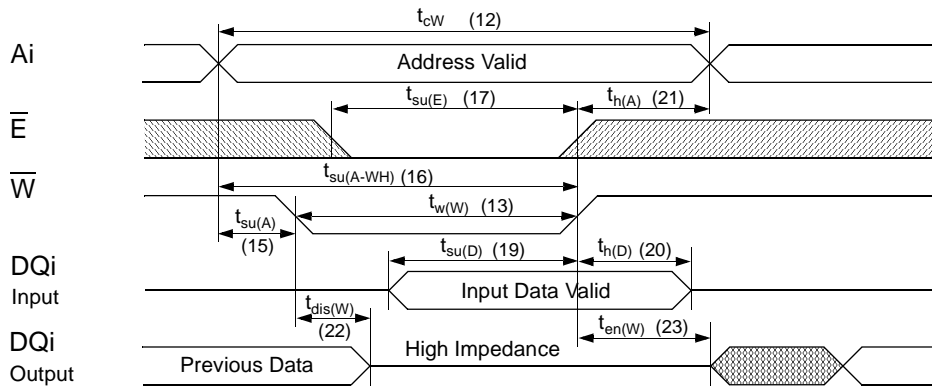 tcW (12)
Ai
Address Valid
tsu(E) (17)
th(A) (21)
E
tsu(A-WH) (16)
W
tw(W) (13)
tsu(A)
(15)
DQi
Input
tsu(D) (19)
th(D) (20)
Input Data Valid
tdis(W)
(22)
ten(W) (23)
DQi
Output
Previous Data
High Impedance